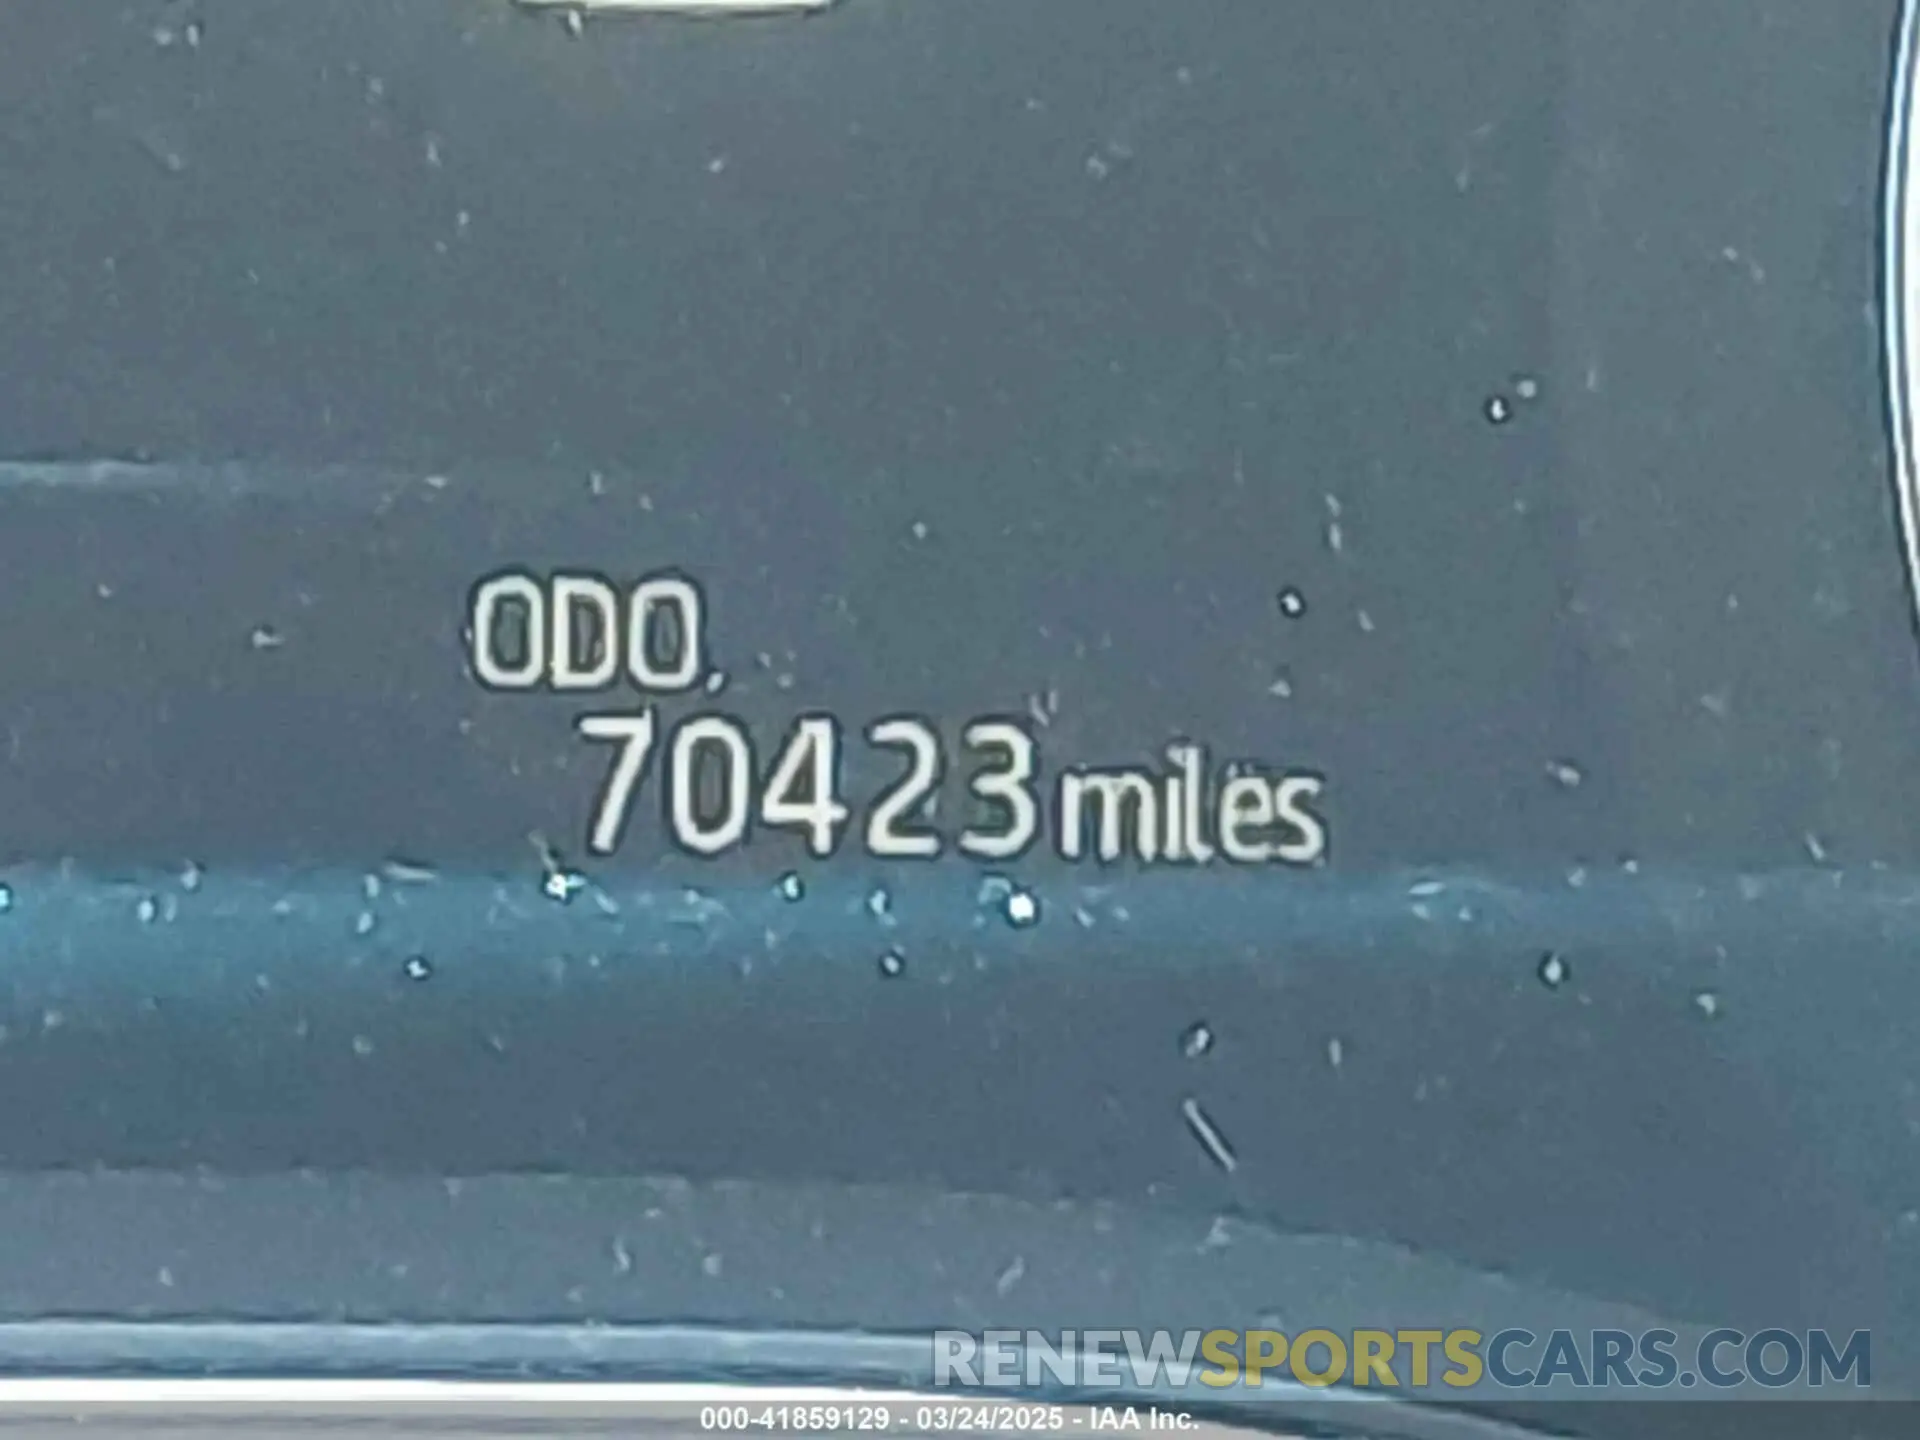 ODO
70423 miles
RENEWSPORTSCARS.COM
000-41859129 - 03/24/2025 - IAA Inc.